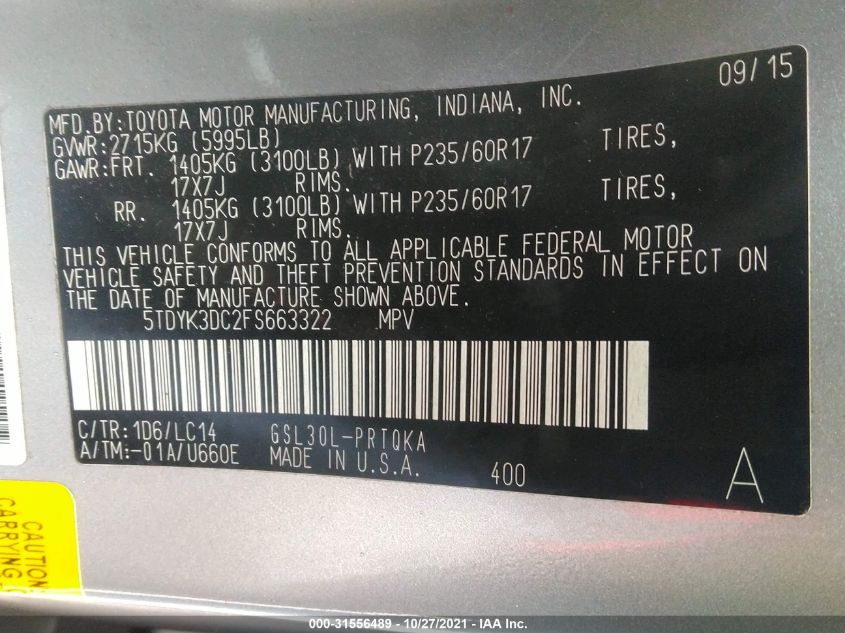 09/15
MFD.BY:TOYOTA MOTOR MANUFACTURING, INDIANA, INC.
GVWR:2715KG (5995LB)
GAWR:FRT. 1405KG (3100LB) WITH P235/60R17 TIRES,
17X7J RIMS.
RR. 1405KG (3100LB) WITH P235/60R17 TIRES,
17X7J RIMS.
THIS VEHICLE CONFORMS TO ALL APPLICABLE FEDERAL MOTOR
VEHICLE SAFETY AND THEFT PREVENTION STANDARDS IN EFFECT ON
THE DATE OF MANUFACTURE SHOWN ABOVE.
5TDYK3DC2FS663322 MPV
C/TR:1D6/LC14 GSL30L-PRTQKA
A/TM:-01A/U660E MADE IN U.S.A. 400
A
CAUTION
CARRYING
000-31556489 - 10/27/2021 - IAA Inc.